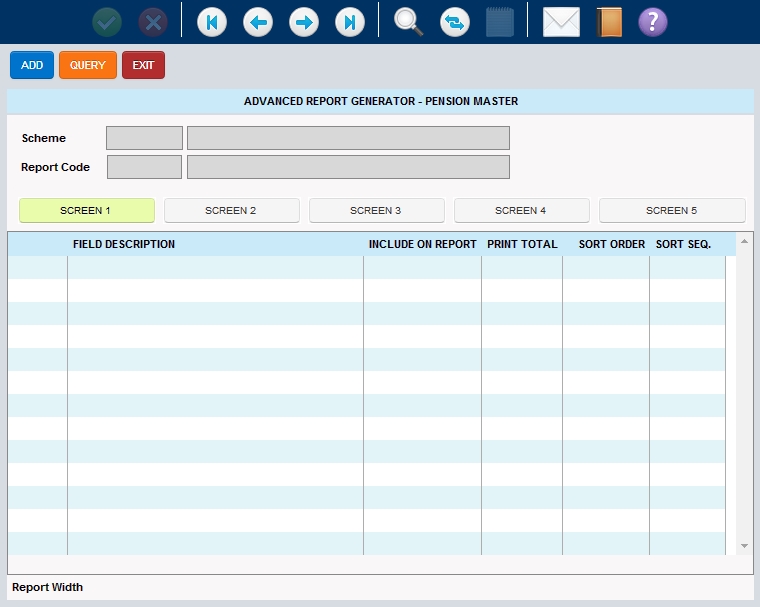 ADD QUERY EXIT
ADVANCED REPORT GENERATOR - PENSION MASTER
Scheme
Report Code
SCREEN 1 SCREEN 2 SCREEN 3 SCREEN 4 SCREEN 5
FIELD DESCRIPTION INCLUDE ON REPORT PRINT TOTAL SORT ORDER SORT SEQ.
Report Width